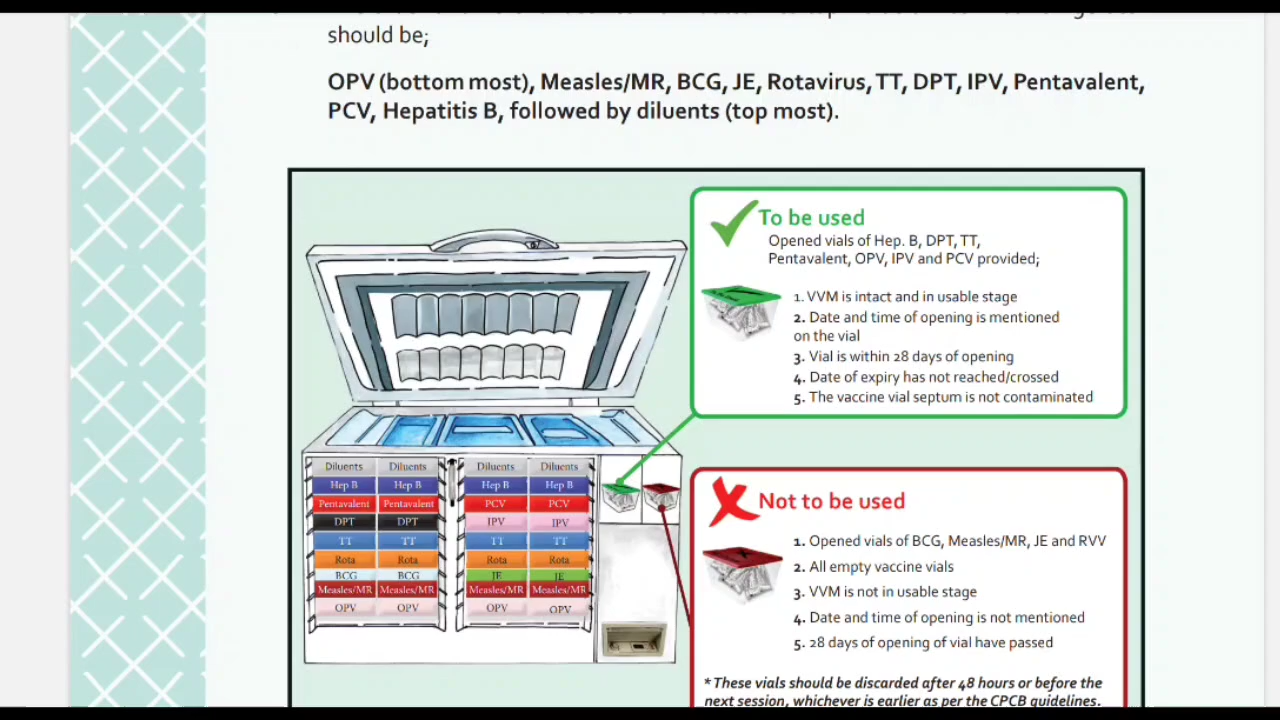 should be;
OPV (bottom most), Measles/MR, BCG, JE, Rotavirus, TT, DPT, IPV, Pentavalent,
PCV, Hepatitis B, followed by diluents (top most).
To be used
Opened vials of Hep. B, DPT, TT,
Pentavalent, OPV, IPV and PCV provided;
1. VVM is intact and in usable stage
2. Date and time of opening is mentioned
on the vial
3. Vial is within 28 days of opening
4. Date of expiry has not reached/crossed
5. The vaccine vial septum is not contaminated
Diluents Diluents Diluents Diluents
Hep B Hep B Hep B Hep B
Pentavalent Pentavalent PCV PCV
DPT DPT IPV IPV
TT TT TT TT
Rota Rota Rota Rota
BCG BCG JE JE
Measles/MR Measles/MR Measles/MR Measles/MR
OPV OPV OPV OPV
Not to be used
1. Opened vials of BCG, Measles/MR, JE and RVV
2. All empty vaccine vials
3. VVM is not in usable stage
4. Date and time of opening is not mentioned
5. 28 days of opening of vial have passed
* These vials should be discarded after 48 hours or before the
next session, whichever is earlier as per the CPCB guidelines.